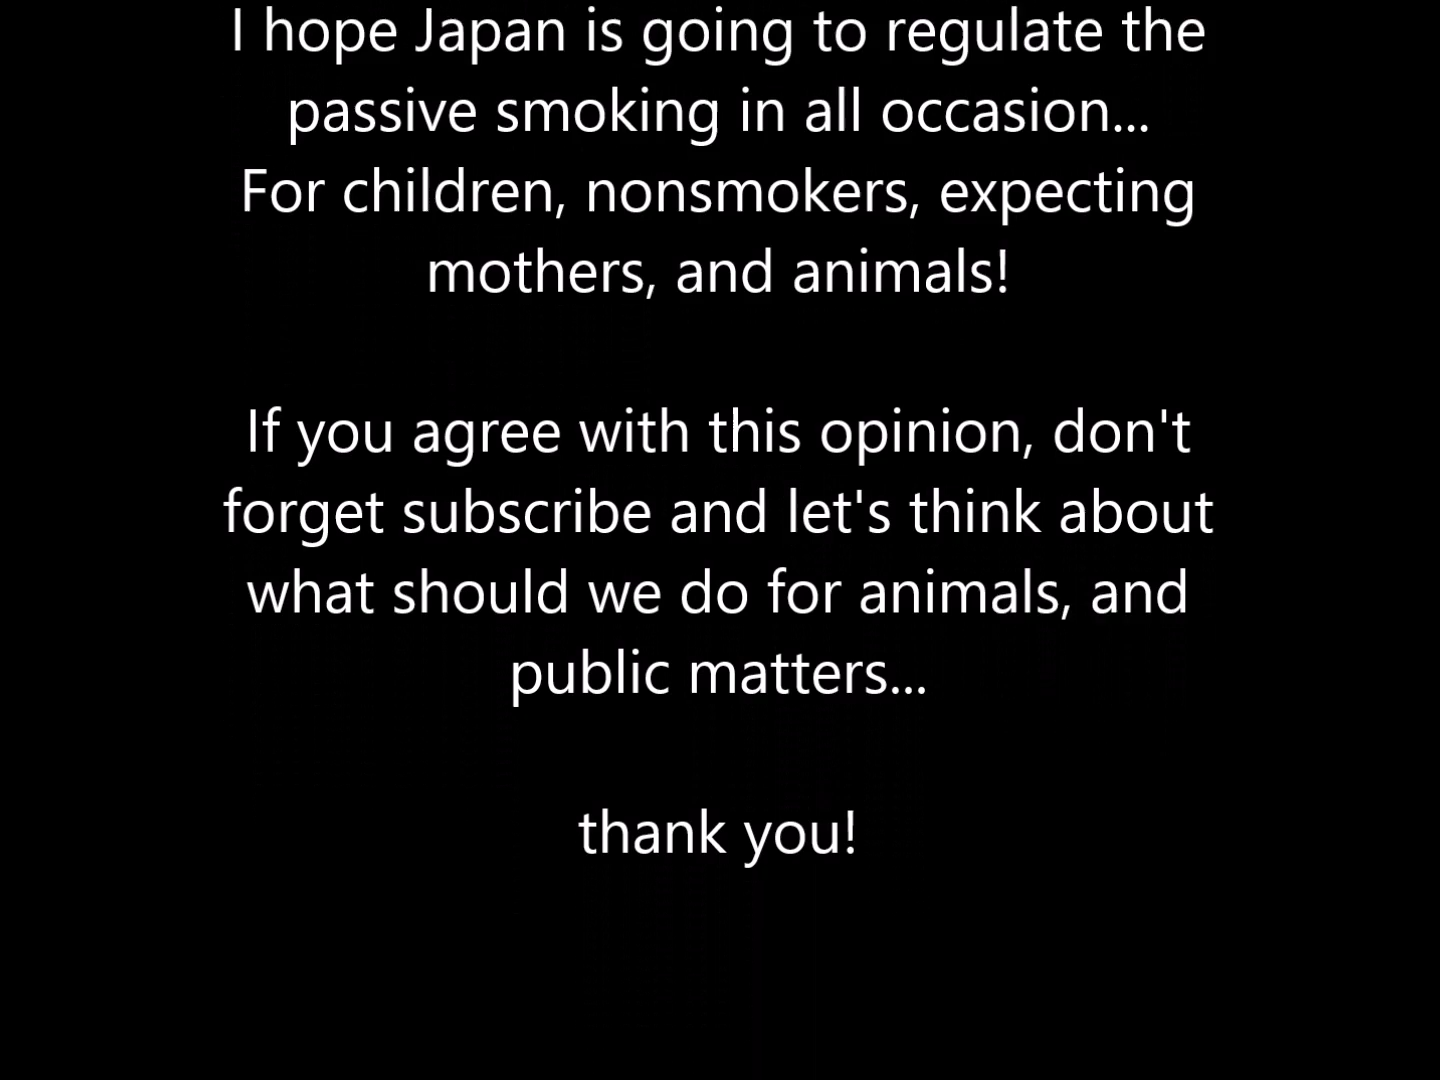 I hope Japan is going to regulate the
passive smoking in all occasion...
For children, nonsmokers, expecting
mothers, and animals!
If you agree with this opinion, don't
forget subscribe and let's think about
what should we do for animals, and
public matters...
thank you!